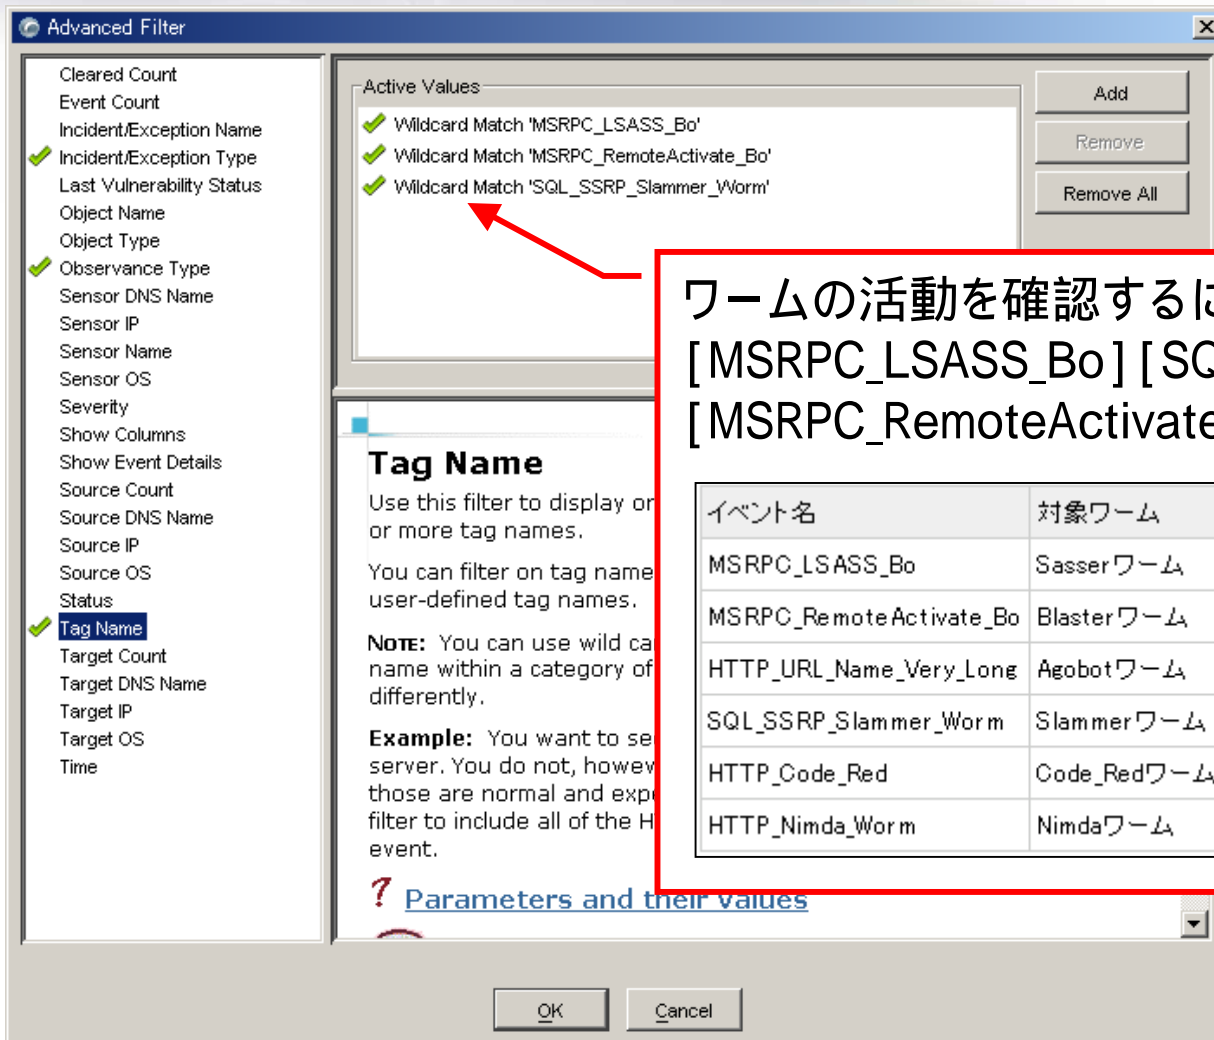 Advanced Filter
Cleared Count
Event Count
Incident/Exception Name
Incident/Exception Type
Last Vulnerability Status
Object Name
Object Type
Observance Type
Sensor DNS Name
Sensor IP
Sensor Name
Sensor OS
Severity
Show Columns
Show Event Details
Source Count
Source DNS Name
Source IP
Source OS
Status
Tag Name
Target Count
Target DNS Name
Target IP
Target OS
Time
Active Values
Wildcard Match 'MSRPC_LSASS_Bo'
Wildcard Match 'MSRPC_RemoteActivate_Bo'
Wildcard Match 'SQL_SSRP_Slammer_Worm'
Add
Remove
Remove All
ワームの活動を確認するに
[MSRPC_LSASS_Bo] [SQ
[MSRPC_RemoteActivate
イベント名 対象ワーム
MSRPC_LSASS_Bo Sasserワーム
MSRPC_RemoteActivate_Bo Blasterワーム
HTTP_URL_Name_Very_Long Agobotワーム
SQL_SSRP_Slammer_Worm Slammerワーム
HTTP_Code_Red Code_Redワーム
HTTP_Nimda_Worm Nimdaワーム
Tag Name
Use this filter to display or
or more tag names.
You can filter on tag name
user-defined tag names.
NOTE: You can use wild ca
name within a category of
differently.
Example: You want to se
server. You do not, howev
those are normal and exp
filter to include all of the H
event.
? Parameters and their values
OK
Cancel